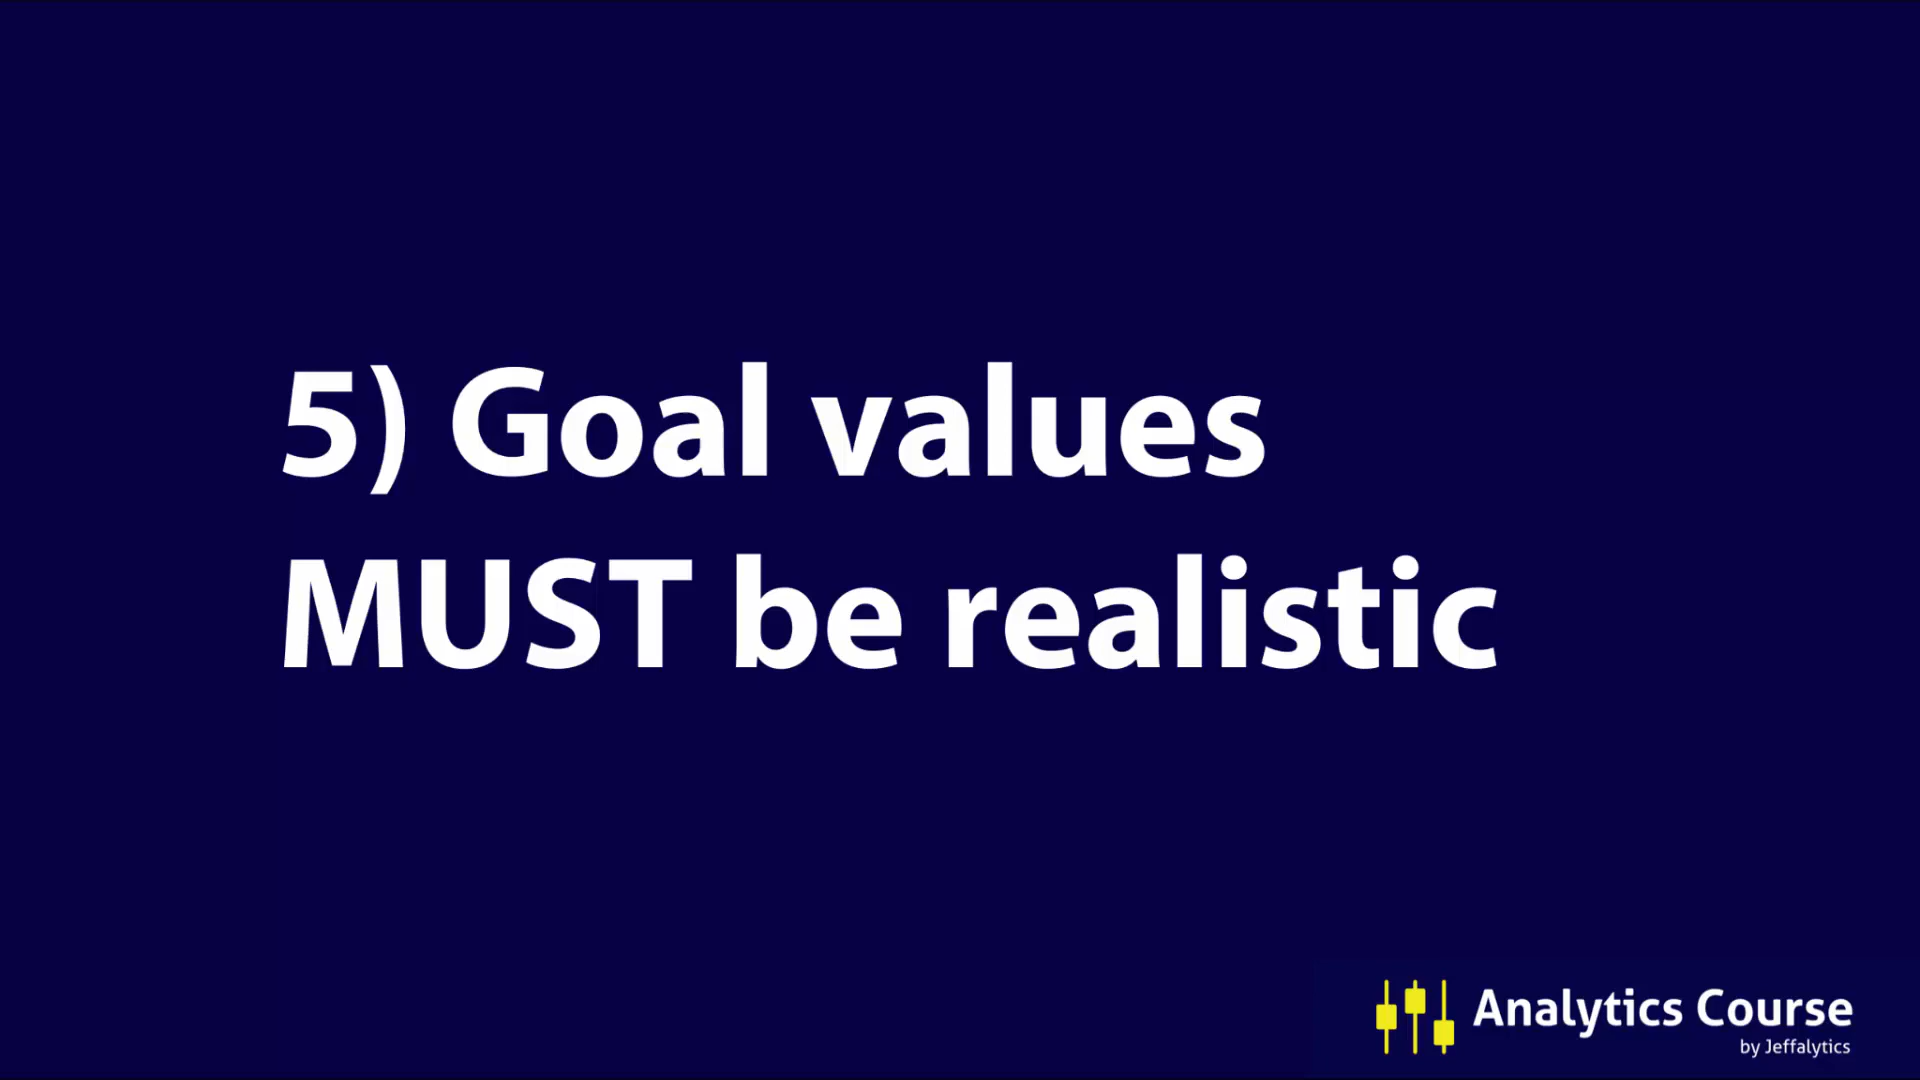 5) Goal values
MUST be realistic
Analytics Course
by Jeffalytics